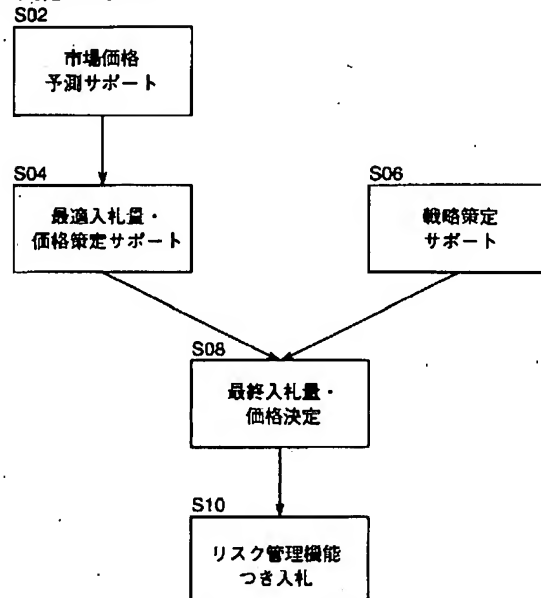 S02
市場価格
予測サポート
S04
最適入札量・
価格策定サポート
S06
戦略策定
サポート
S08
最終入札量・
価格決定
S10
リスク管理機能
つき入札